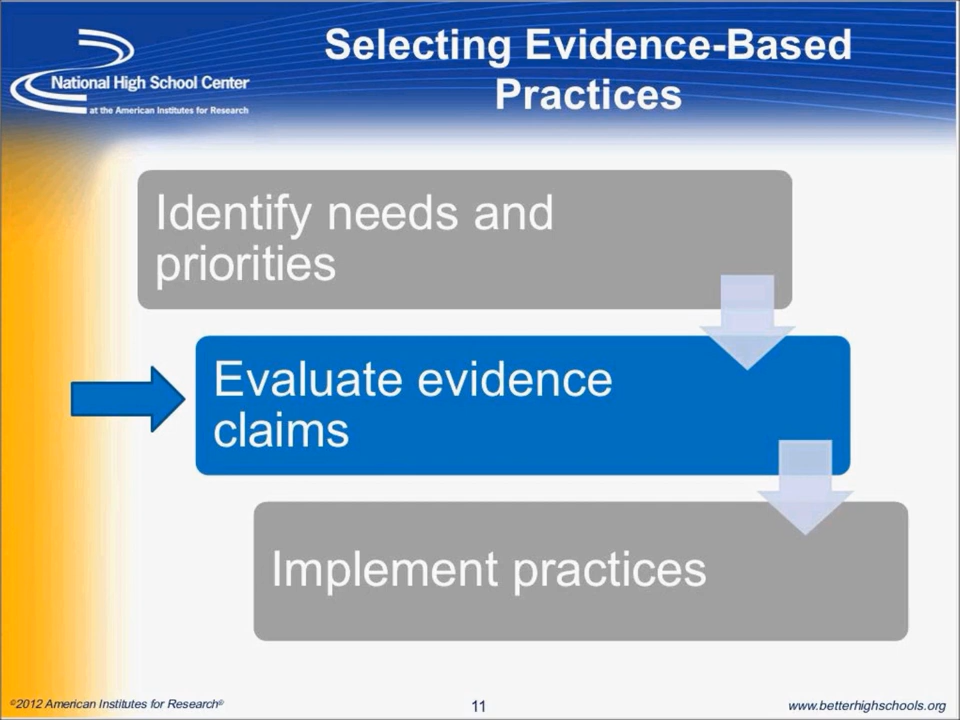 Selecting Evidence-Based
Practices
National High School Center
at the American Institutes for Research
Identify needs and
priorities
Evaluate evidence
claims
Implement practices
©2012 American Institutes for Research®
11
www.betterhighschools.org